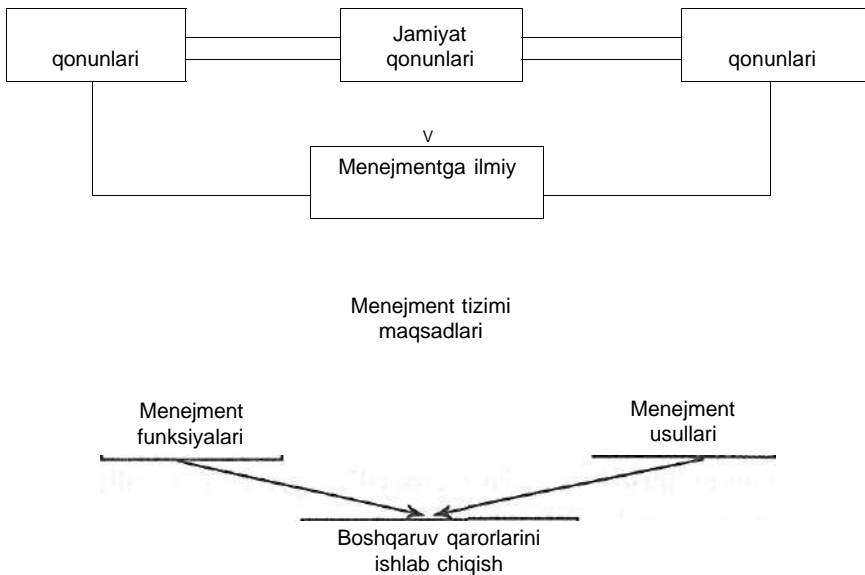 qonunlari
Jamiyat
qonunlari
qonunlari
V
Menejmentga ilmiy
Menejment tizimi
maqsadlari
Menejment
funksiyalari
Menejment
usullari
Boshqaruv qarorlarini
ishlab chiqish